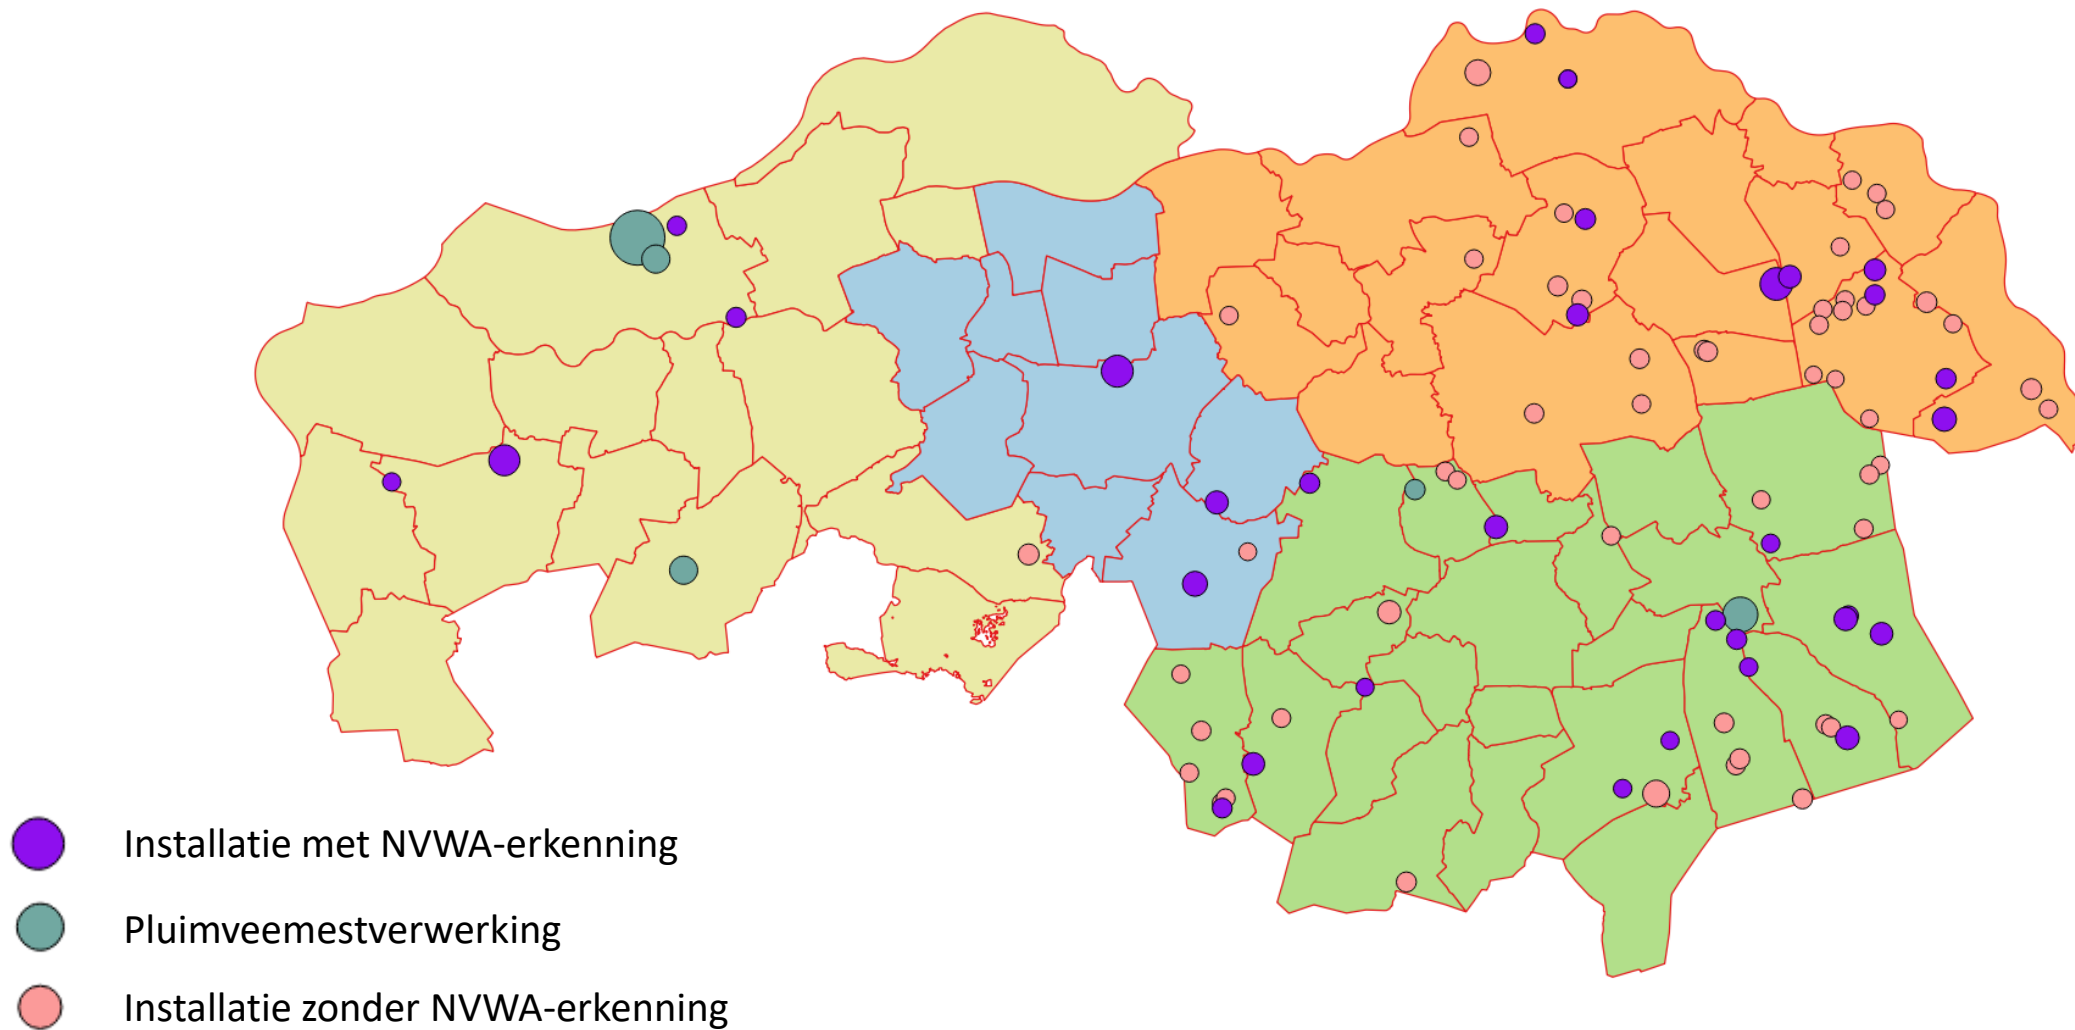 Installatie met NVWA-erkenning
Pluimveemestverwerking
Installatie zonder NVWA-erkenning